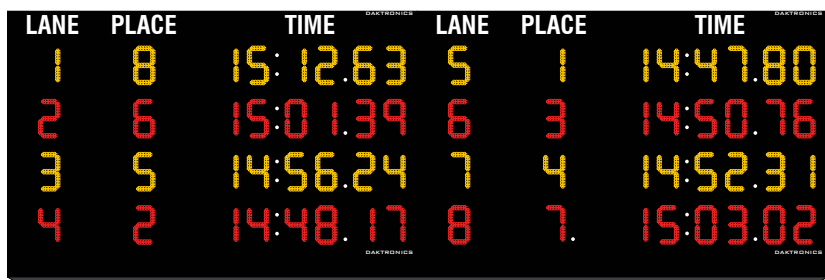 DAKTRONICS DAKTRONICS
LANE PLACE TIME LANE PLACE TIME
1 8 15:12.63 5 1 14:47.80
2 6 15:01.39 6 3 14:50.76
3 5 14:56.24 7 4 14:52.31
4 2 14:48.17 8 7. 15:03.02
DAKTRONICS DAKTRONICS